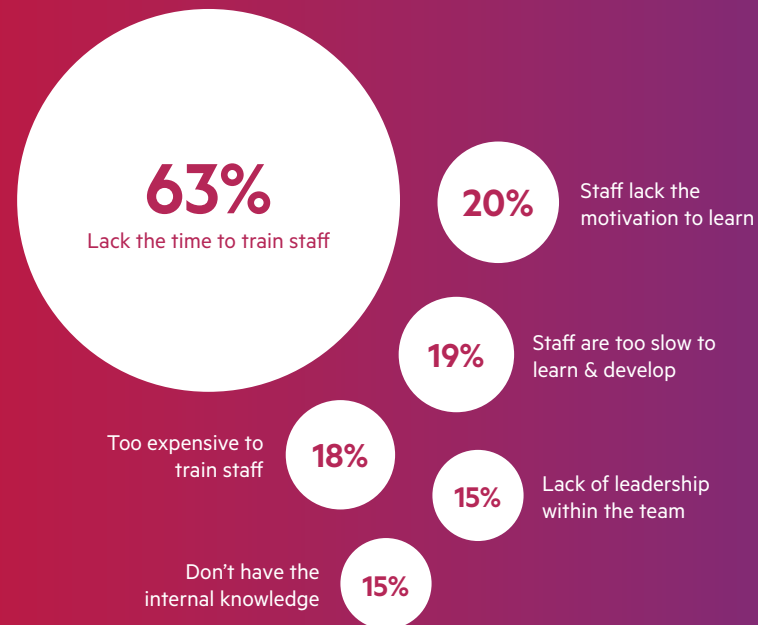 63%
Lack the time to train staff
20%
Staff lack the
motivation to learn
19%
Staff are too slow to
learn & develop
Too expensive to
train staff
18%
15%
Lack of leadership
within the team
Don’t have the
internal knowledge
15%